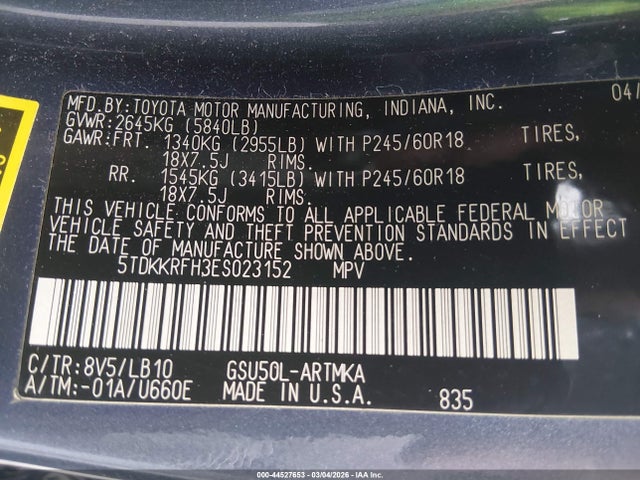 MFD. BY: TOYOTA MOTOR MANUFACTURING, INDIANA, INC. 04/
GVWR: 2645KG (5840LB)
GAWR: FRT. 1340KG (2955LB) WITH P245/60R18 TIRES,
18X7.5J RIMS.
RR. 1545KG (3415LB) WITH P245/60R18 TIRES,
18X7.5J RIMS.
THIS VEHICLE CONFORMS TO ALL APPLICABLE FEDERAL MOTOR
VEHICLE SAFETY AND THEFT PREVENTION STANDARDS IN EFFECT
THE DATE OF MANUFACTURE SHOWN ABOVE.
5TDKKRFH3ES023152 MPV
C/TR: 8V5/LB10 GSU50L-ARTMKA
A/TM: -01A/U660E MADE IN U.S.A. 835
000-44527653 - 03/04/2026 - IAA Inc.